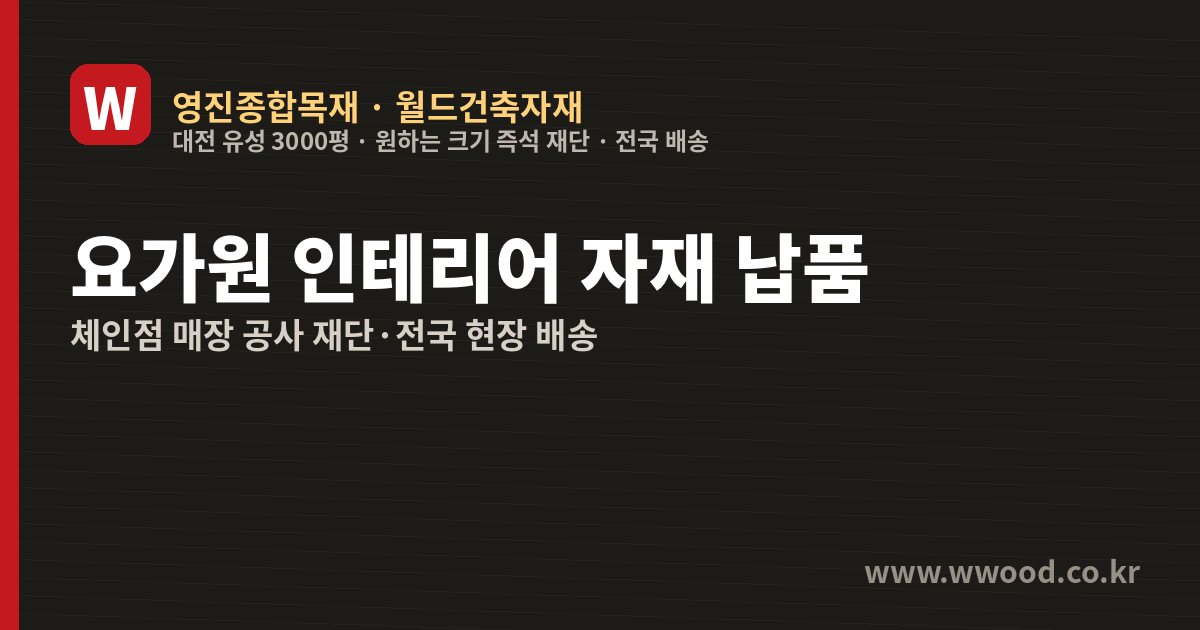 W
영진종합목재 · 월드건축자재
대전 유성 3000평 · 원하는 크기 즉석 재단 · 전국 배송
요가원 인테리어 자재 납품
체인점 매장 공사 재단·전국 현장 배송
www.wwood.co.kr